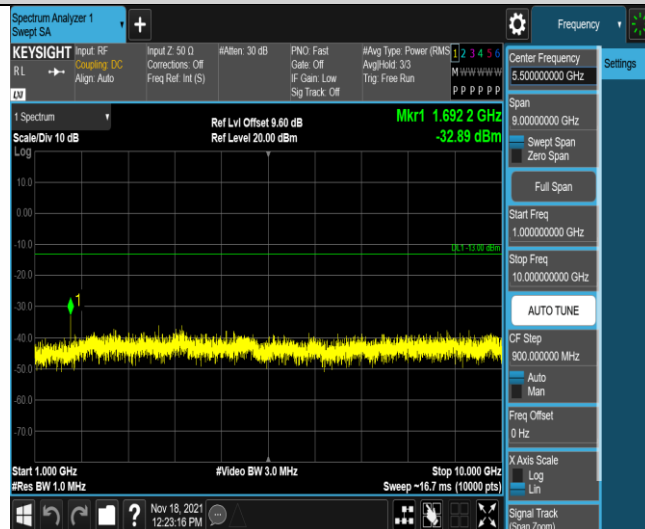 Spectrum Analyzer 1
Swept SA
Frequency
KEYSIGHT
R L
LXI
Input: RF
Coupling: DC
Align: Auto
Input Z: 50 Ω
Corrections: Off
Freq Ref: Int (S)
#Atten: 30 dB
PNO: Fast
Gate: Off
IF Gain: Low
Sig Track: Off
#Avg Type: Power (RMS
Avg|Hold: 3/3
Trig: Free Run
1 2 3 4 5 6
M W W W W W
P P P P P P
1 Spectrum
Scale/Div 10 dB
Log
Ref Lvl Offset 9.60 dB
Ref Level 20.00 dBm
Mkr1 1.692 2 GHz
-32.89 dBm
10.0
0.00
-10.0
DL1 -13.00 dBm
-20.0
-30.0
1
-40.0
-50.0
-60.0
-70.0
Start 1.000 GHz
#Res BW 1.0 MHz
#Video BW 3.0 MHz
Stop 10.000 GHz
Sweep ~16.7 ms (10000 pts)
Nov 18, 2021
12:23:16 PM
Center Frequency
5.500000000 GHz
Settings
Span
9.00000000 GHz
Swept Span
Zero Span
Full Span
Start Freq
1.000000000 GHz
Stop Freq
10.000000000 GHz
AUTO TUNE
CF Step
900.000000 MHz
Auto
Man
Freq Offset
0 Hz
X Axis Scale
Log
Lin
Signal Track
(Span Zoom)